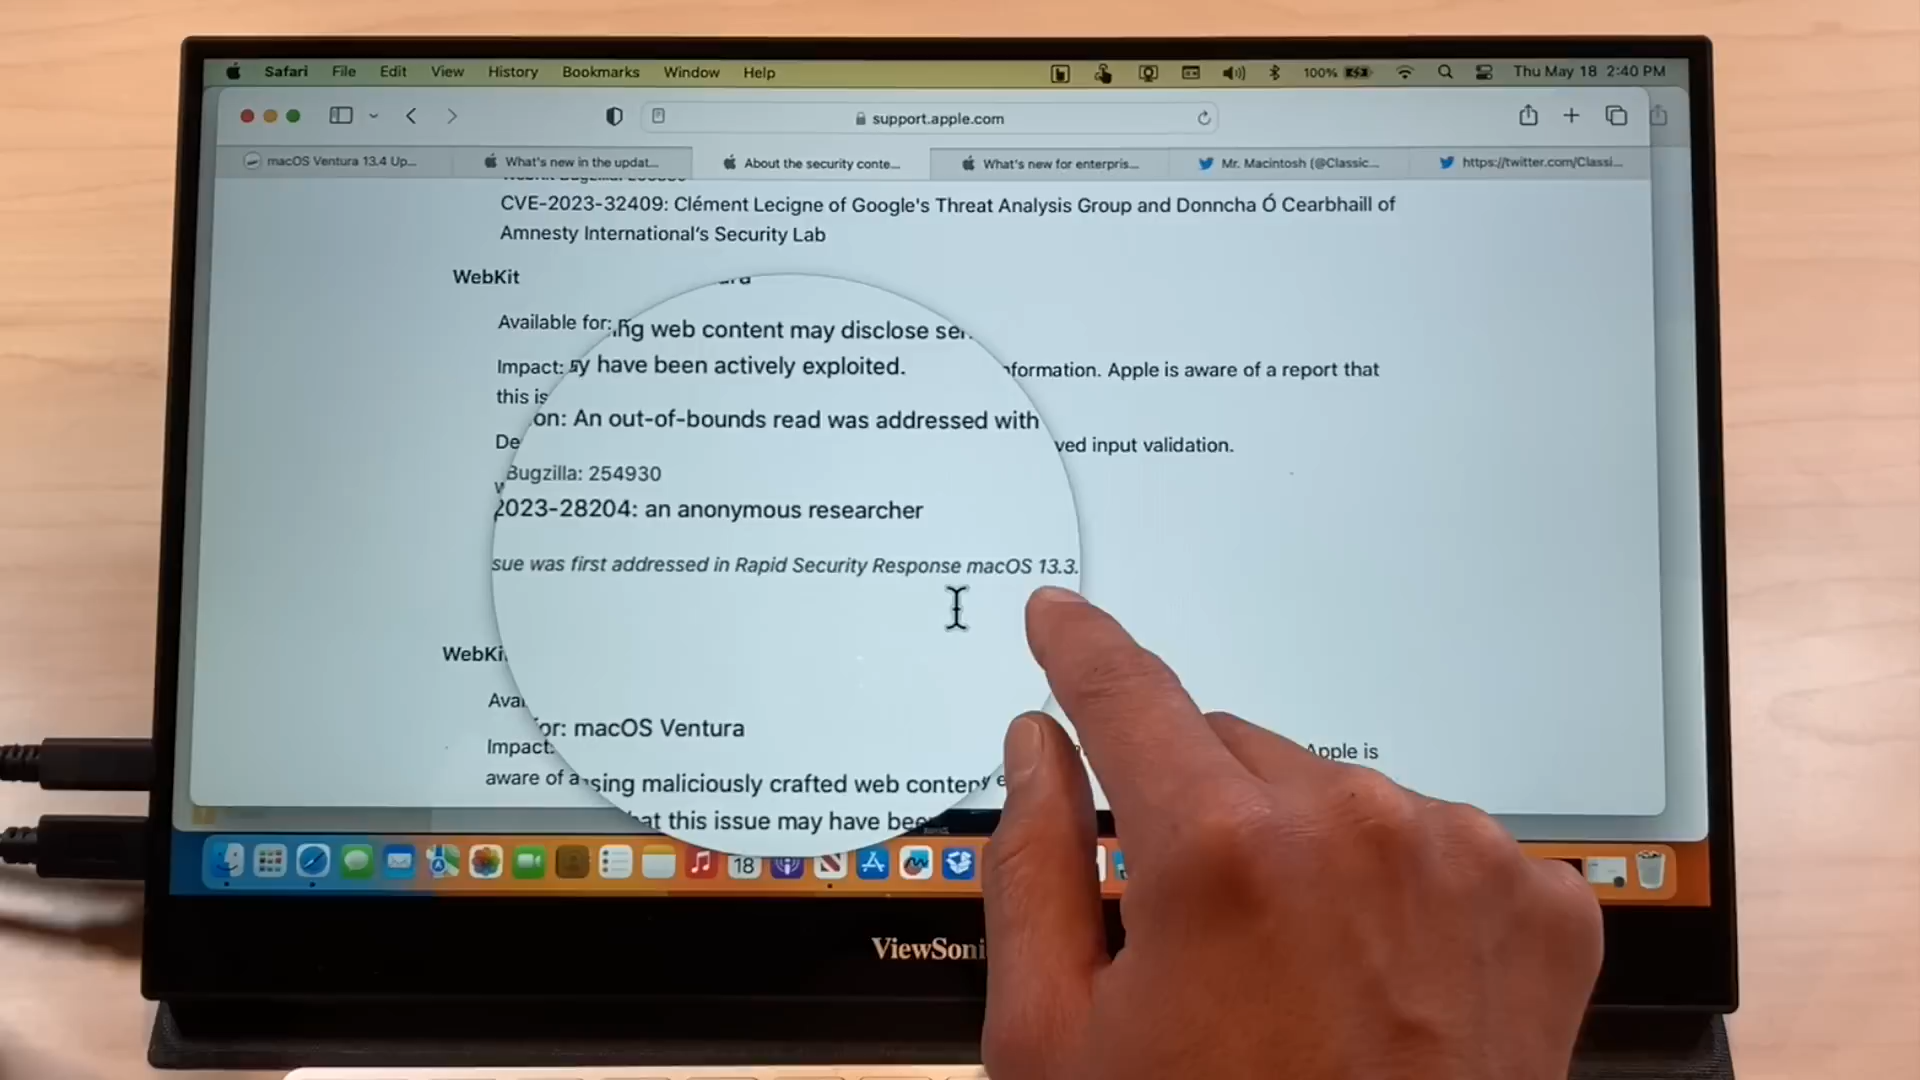 Safari File Edit View History Bookmarks Window Help 100% Thu May 18 2:40 PM
support.apple.com
macOS Ventura 13.4 Up... What's new in the updat... About the security conte... What's new for enterpris... Mr. Macintosh (@Classic... https://twitter.com/Classi...
CVE-2023-32409: Clément Lecigne of Google's Threat Analysis Group and Donncha Ó Cearbhaill of
Amnesty International's Security Lab
WebKit
Available for:
ng web content may disclose
Impact: y have been actively exploited. formation. Apple is aware of a report that
this is
on: An out-of-bounds read was addressed with
De ved input validation.
Bugzilla: 254930
2023-28204: an anonymous researcher
sue was first addressed in Rapid Security Response macOS 13.3.
WebKi
Avai
or: macOS Ventura
Impact: Apple is
aware of a sing maliciously crafted web content
at this issue may have bee
18
ViewSoni